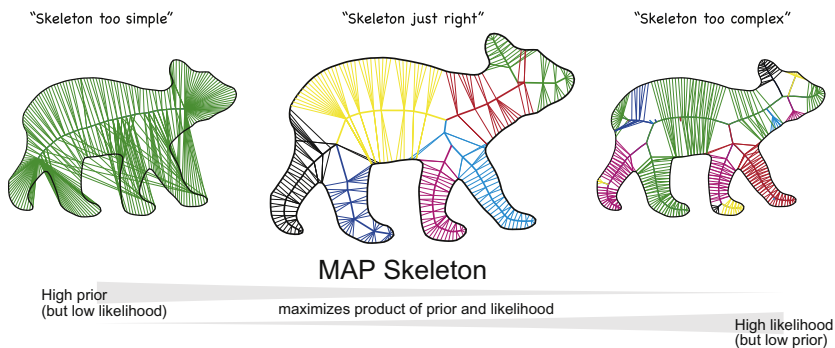 “Skeleton too simple”
“Skeleton just right”
“Skeleton too complex”
MAP Skeleton
High prior
(but low likelihood)
maximizes product of prior and likelihood
High likelihood
(but low prior)